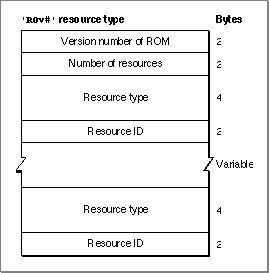 'ROv#' resource type Bytes
Version number of ROM 2
Number of resources 2
Resource type 4
Resource ID 2
Variable
Resource type 4
Resource ID 2